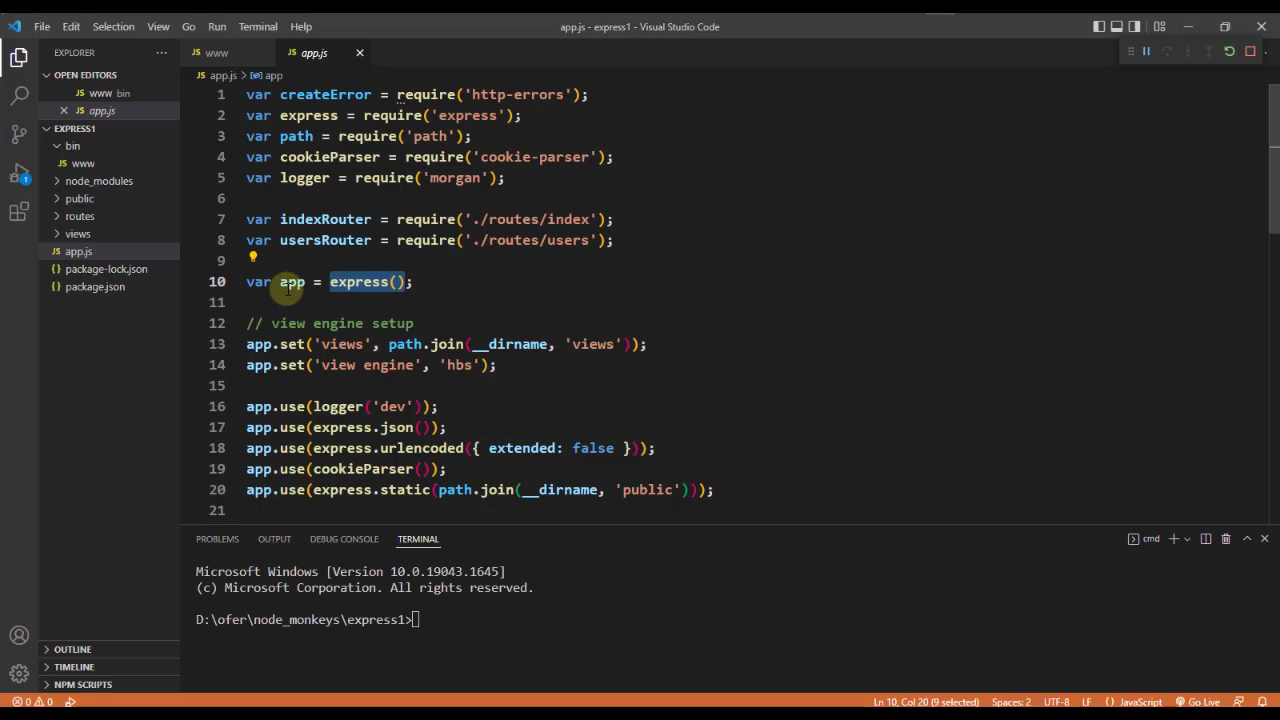 File Edit Selection View Go Run Terminal Help app.js - express1 - Visual Studio Code
EXPLORER
www
app.js
OPEN EDITORS
www bin
app.js
EXPRESS1
bin
www
node_modules
public
routes
views
app.js
package-lock.json
package.json
OUTLINE
TIMELINE
NPM SCRIPTS
app.js > app
1 var createError = require('http-errors');
2 var express = require('express');
3 var path = require('path');
4 var cookieParser = require('cookie-parser');
5 var logger = require('morgan');
6
7 var indexRouter = require('./routes/index');
8 var usersRouter = require('./routes/users');
9
10 var app = express();
11
12 // view engine setup
13 app.set('views', path.join(__dirname, 'views'));
14 app.set('view engine', 'hbs');
15
16 app.use(logger('dev'));
17 app.use(express.json());
18 app.use(express.urlencoded({ extended: false }));
19 app.use(cookieParser());
20 app.use(express.static(path.join(__dirname, 'public')));
21
PROBLEMS OUTPUT DEBUG CONSOLE TERMINAL cmd
Microsoft Windows [Version 10.0.19043.1645]
(c) Microsoft Corporation. All rights reserved.
D:\ofer\node_monkeys\express1>
1
0 0 Ln 10, Col 20 (9 selected) Spaces: 2 UTF-8 LF {} JavaScript Go Live